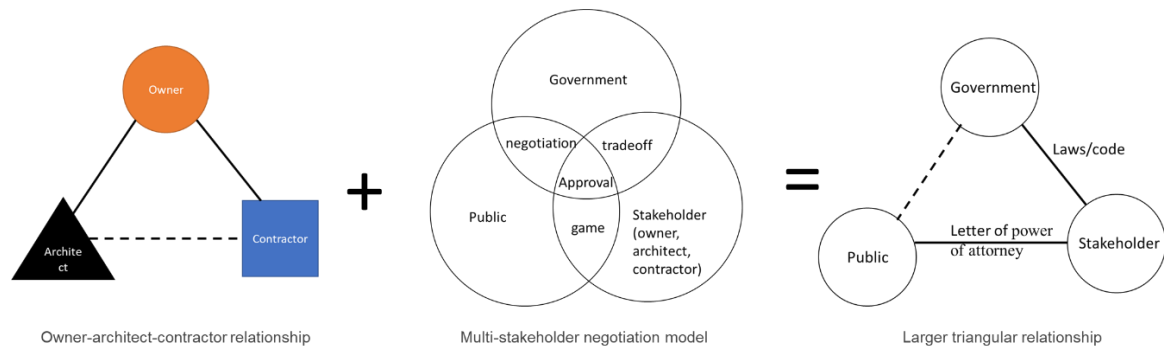 Owner
Archite
ct
Contractor
+
Government
negotiation
tradeoff
Approval
Public
game
Stakeholder
(owner,
architect,
contractor)
=
Government
Laws/code
Letter of power
of attorney
Public
Stakeholder
Owner-architect-contractor relationship
Multi-stakeholder negotiation model
Larger triangular relationship